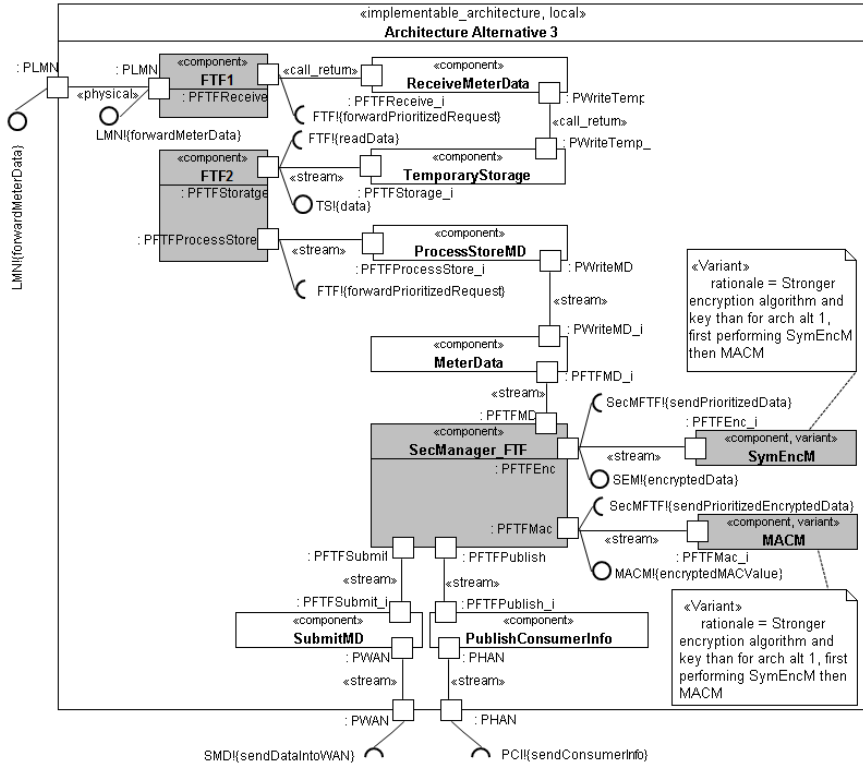 «implementable_architecture, local»
Architecture Alternative 3
: PLMN
: PLMN
«physical»
LMN!{forwardMeterData}
LMN!{forwardMeterData}
«component»
FTF1
: PFTFReceive
«call_return»
«component»
ReceiveMeterData
: PFTFReceive_i
FTF!{forwardPrioritizedRequest}
: PWriteTemp
«call_return»
: PWriteTemp_
FTF!{readData}
«component»
FTF2
: PFTFStoratge
«stream»
«component»
TemporaryStorage
: PFTFStorage_i
TS!{data}
: PFTFProcessStore
«stream»
«component»
ProcessStoreMD
: PFTFProcessStore_i
FTF!{forwardPrioritizedRequest}
: PWriteMD
«stream»
: PWriteMD_i
«component»
MeterData
: PFTFMD_i
«stream»
: PFTFMD
«Variant»
rationale = Stronger
encryption algorithm and
key than for arch alt 1,
first performing SymEncM
then MACM
«component»
SecManager_FTF
: PFTFEnc
SecMFTF!{sendPrioritizedData}
: PFTFEnc_i
«stream»
«component, variant»
SymEncM
SEM!{encryptedData}
: PFTFMac
SecMFTF!{sendPrioritizedEncryptedData}
«stream»
«component, variant»
MACM
: PFTFMac_i
MACM!{encryptedMACValue}
: PFTFSubmit
: PFTFPublish
«stream»
«stream»
: PFTFSubmit_i
: PFTFPublish_i
«component»
SubmitMD
«component»
PublishConsumerInfo
: PWAN
: PHAN
«stream»
«stream»
«Variant»
rationale = Stronger
encryption algorithm and
key than for arch alt 1, first
performing SymEncM then
MACM
: PWAN
: PHAN
SMD!{sendDataIntoWAN}
PCI!{sendConsumerInfo}